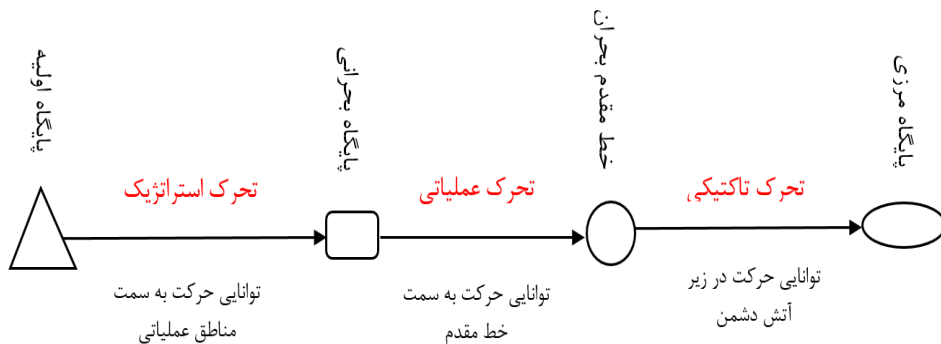 پایگاه اولیه
پایگاه بحرانی
خط مقدم بحران
پایگاه مرزی
تحرک استراتژیک
تحرک عملیاتی
تحرک تاکتیکی
توانایی حرکت به سمت
مناطق عملیاتی
توانایی حرکت به سمت
خط مقدم
توانایی حرکت در زیر
آتش دشمن